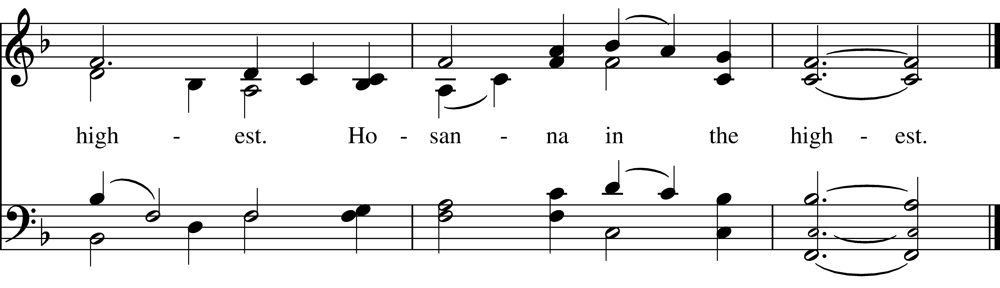 high - est. Ho - san - na in the high - est.